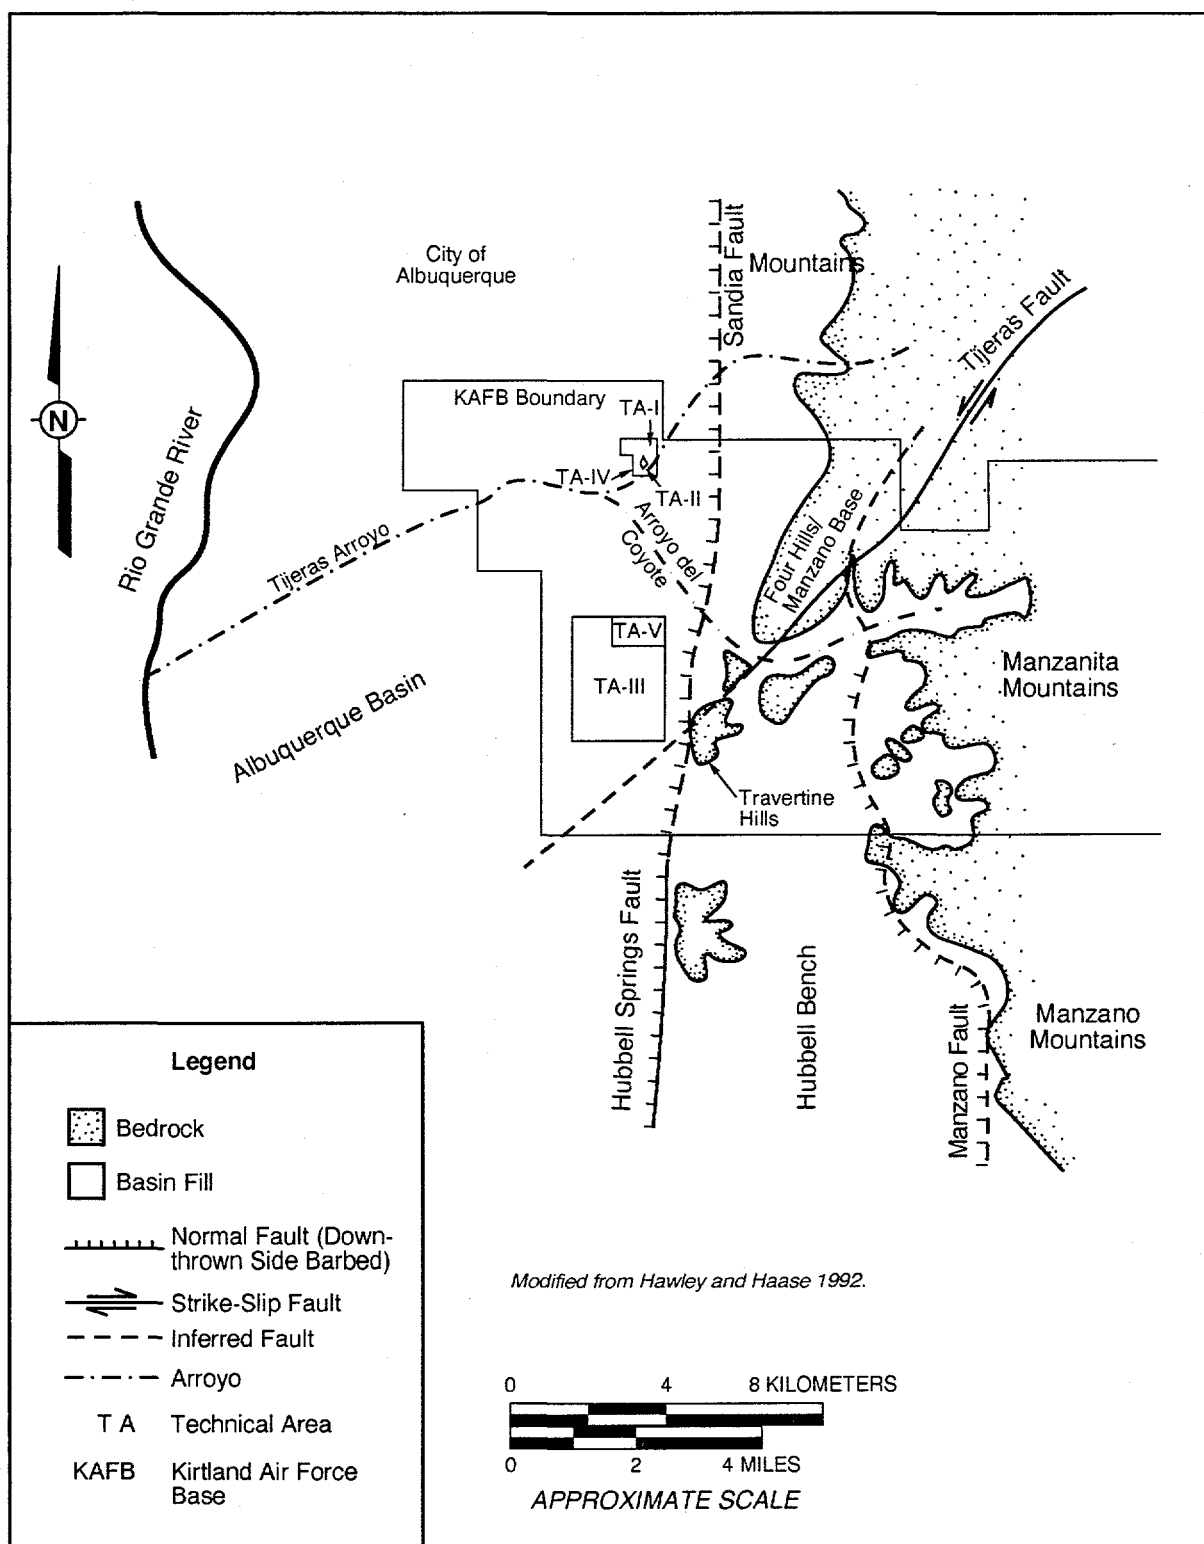 City of
Albuquerque
Sandia Fault
Mountains
Tijeras Fault
KAFB Boundary
TA-I
TA-IV
TA-II
N
Rio Grande River
Tijeras Arroyo
Arroyo del
Coyote
Four Hills/
Manzano Base
TA-V
TA-III
Manzanita
Mountains
Albuquerque Basin
Travertine
Hills
Hubbell Springs Fault
Hubbell Bench
Manzano Fault
Manzano
Mountains
Legend
Bedrock
Basin Fill
Normal Fault (Down-
thrown Side Barbed)
Strike-Slip Fault
Inferred Fault
Arroyo
T A Technical Area
KAFB Kirtland Air Force
Base
Modified from Hawley and Haase 1992.
0 4 8 KILOMETERS
0 2 4 MILES
APPROXIMATE SCALE